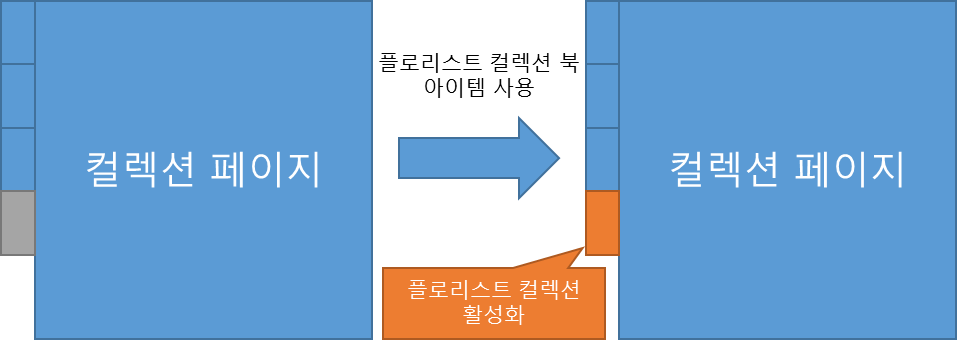 컬렉션 페이지
플로리스트 컬렉션 북
아이템 사용
컬렉션 페이지
플로리스트 컬렉션
활성화